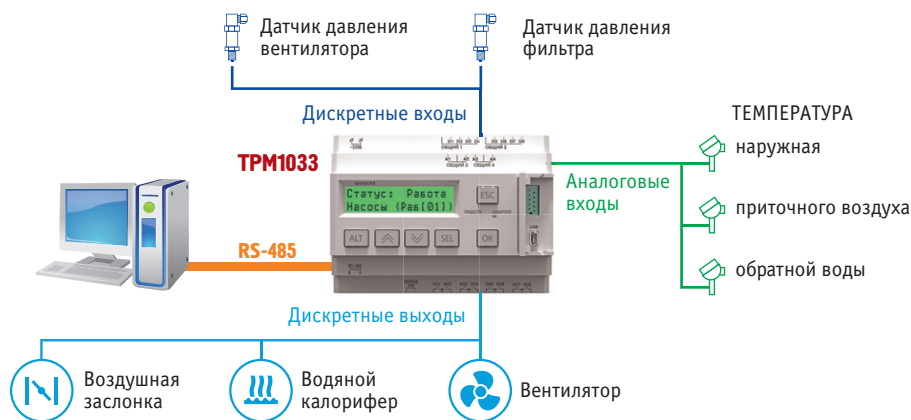 Датчик давления
вентилятора
Датчик давления
фильтра
Дискретные входы
ТЕМПЕРАТУРА
ТРМ1033
наружная
Аналоговые
входы
Статус: Работа
Насосы (Раб[01])
ESC
приточного воздуха
ALT
SEL
OK
RS-485
обратной воды
Дискретные выходы
Воздушная
заслонка
Водяной
калорифер
Вентилятор